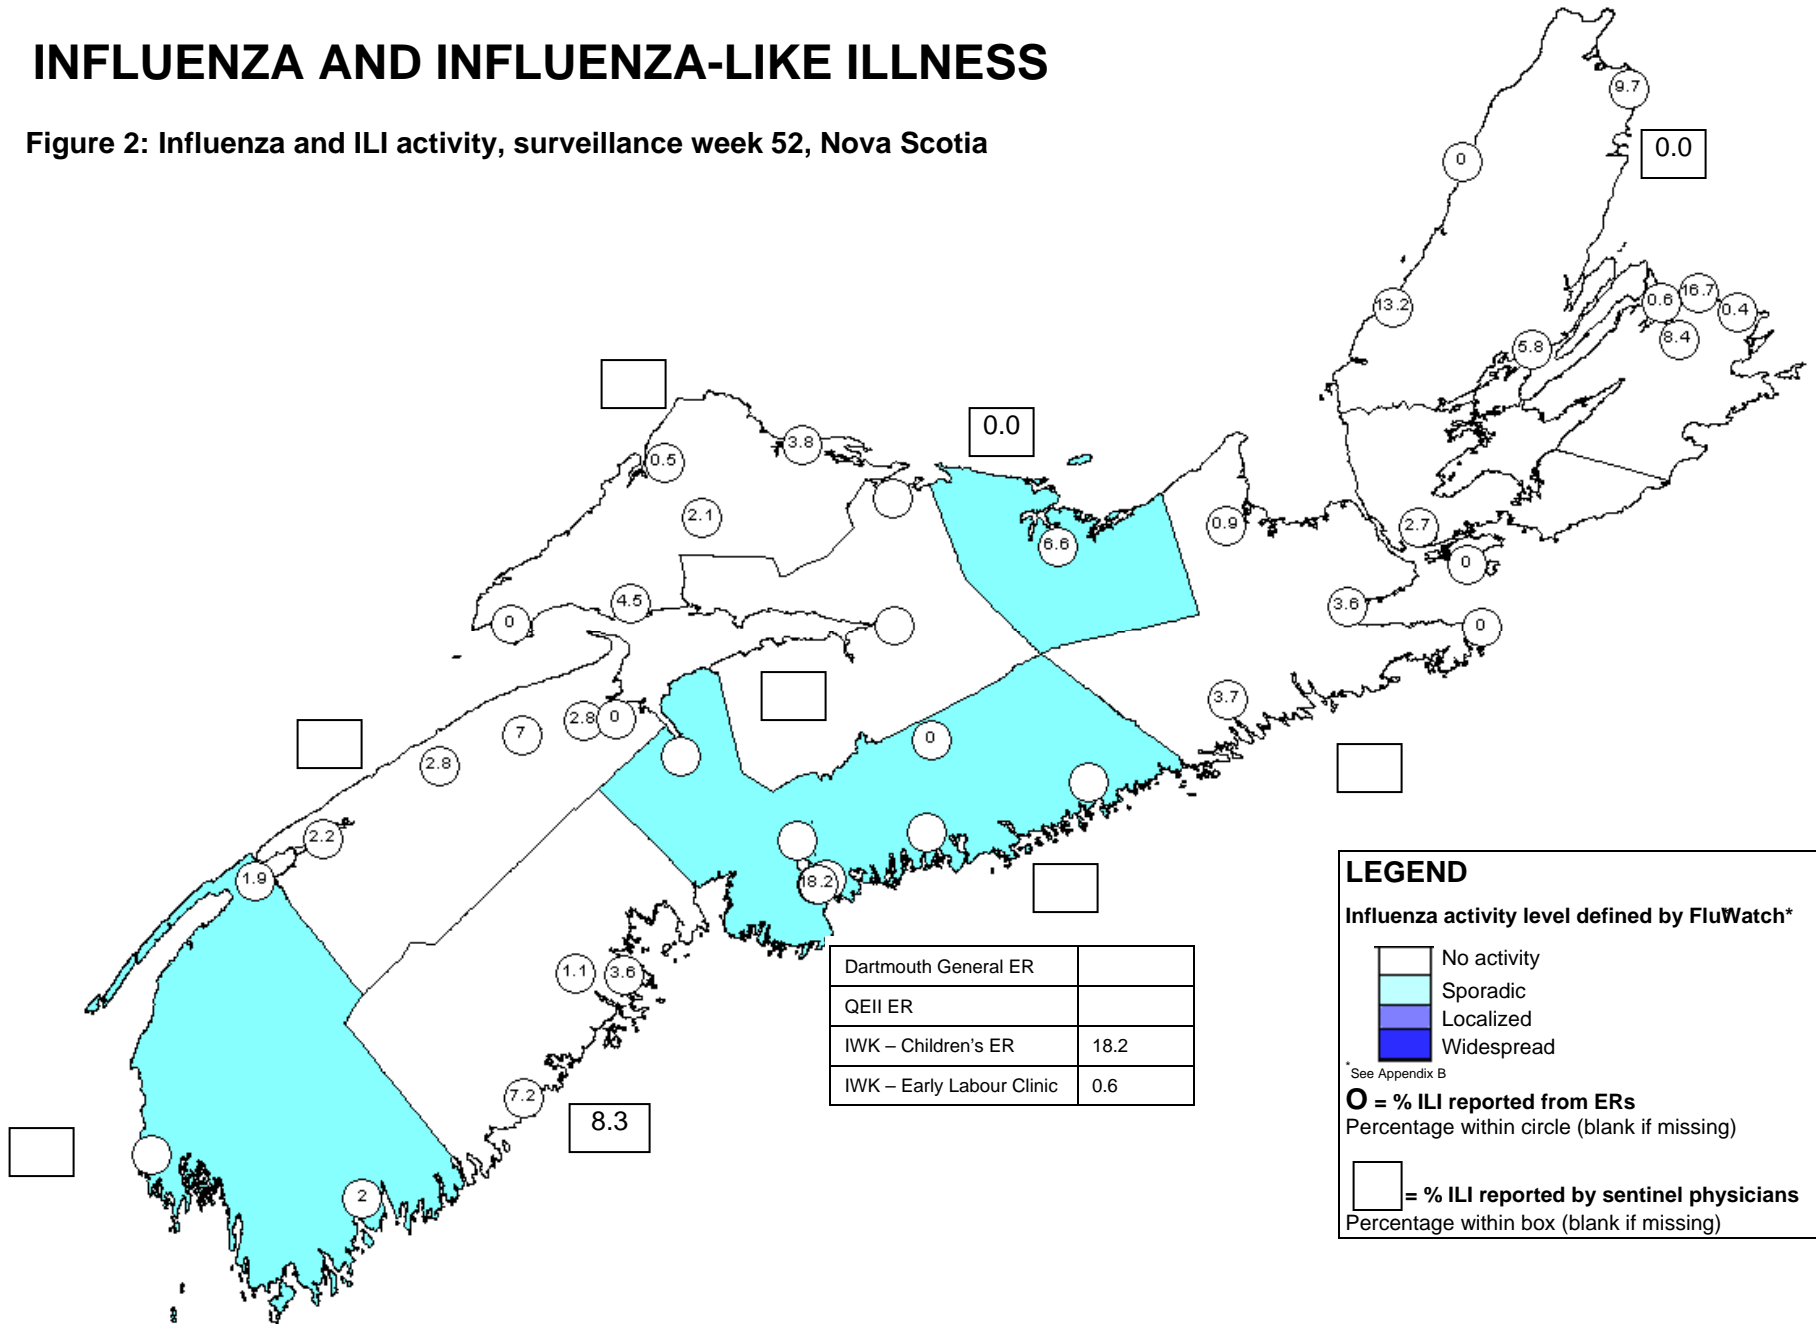 INFLUENZA AND INFLUENZA-LIKE ILLNESS
Figure 2: Influenza and ILI activity, surveillance week 52, Nova Scotia
9.7
0.0
0
16.7
0.6
0.4
13.2
8.4
5.8
0.0
3.8
0.5
2.1
0.9
2.7
6.6
0
4.5
3.6
0
0
3.7
2.8
0
7
0
2.8
2.2
1.9
18.2
1.1
3.6
7.2
8.3
2
Dartmouth General ER
QEII ER
IWK – Children's ER 18.2
IWK – Early Labour Clinic 0.6
LEGEND
Influenza activity level defined by FluWatch*
No activity
Sporadic
Localized
Widespread
*See Appendix B
O = % ILI reported from ERs
Percentage within circle (blank if missing)
= % ILI reported by sentinel physicians
Percentage within box (blank if missing)